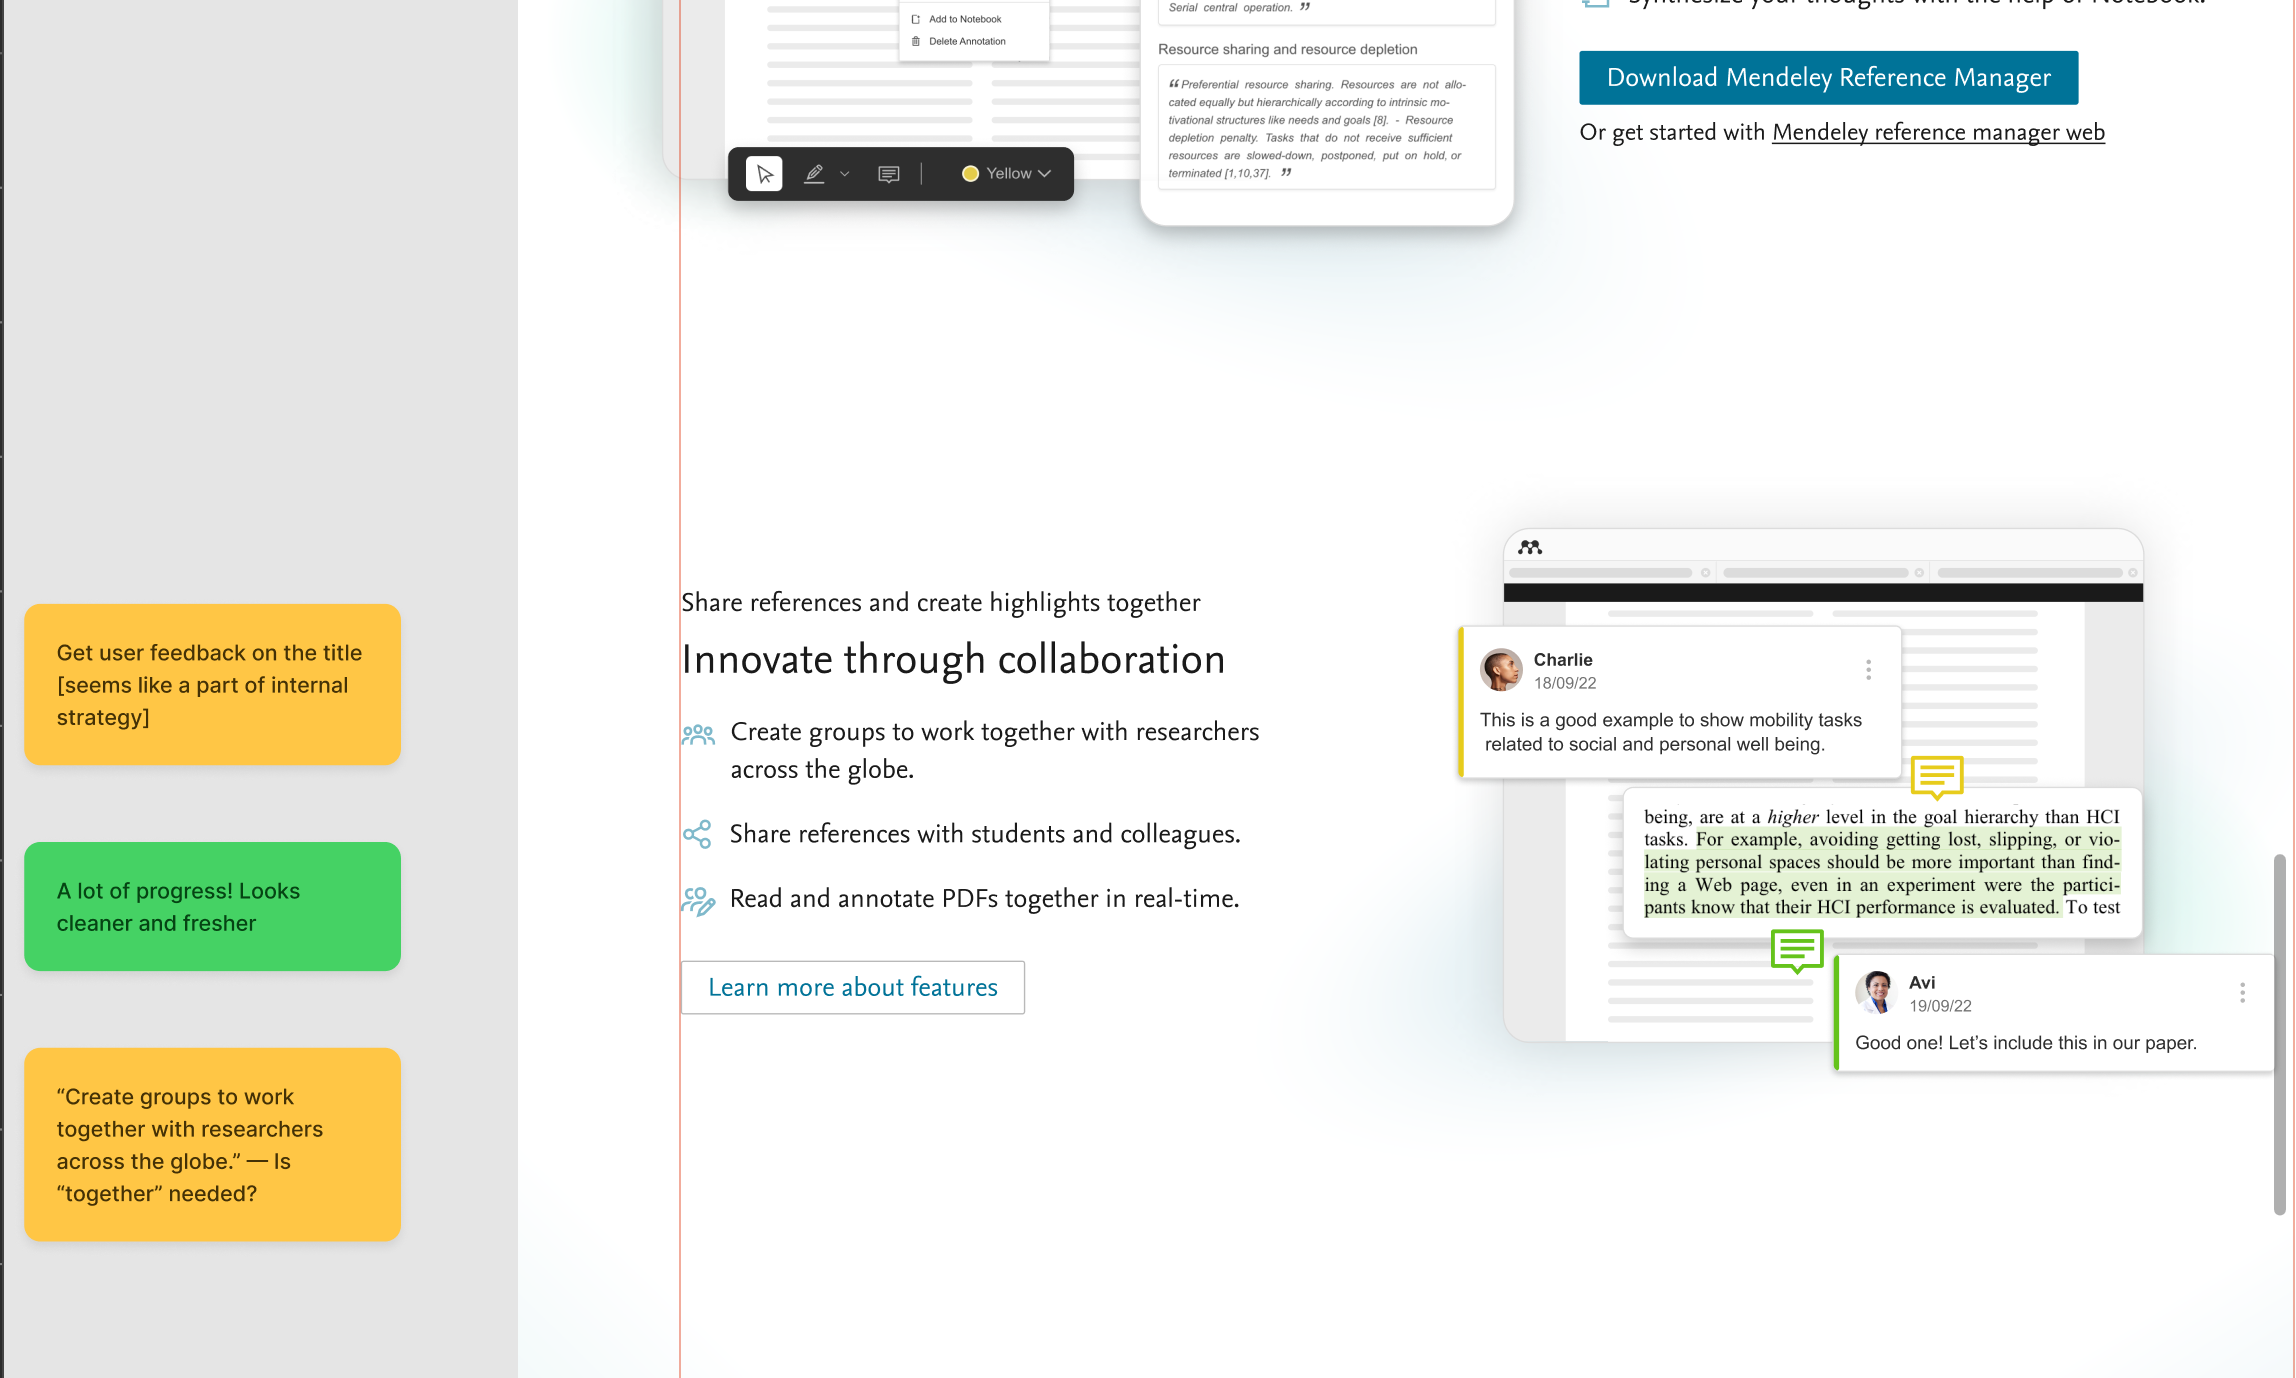 Add to Notebook
Delete Annotation
Serial central operation. ”
Resource sharing and resource depletion
“ Preferential resource sharing. Resources are not allo-
cated equally but hierarchically according to intrinsic mo-
tivational structures like needs and goals [8]. - Resource
depletion penalty. Tasks that do not receive sufficient
resources are slowed-down, postponed, put on hold, or
terminated [1,10,37]. ”
Yellow
Synthesize your thoughts with the help of Notebook.
Download Mendeley Reference Manager
Or get started with Mendeley reference manager web
Get user feedback on the title
[seems like a part of internal
strategy]
A lot of progress! Looks
cleaner and fresher
“Create groups to work
together with researchers
across the globe.” — Is
“together” needed?
Share references and create highlights together
Innovate through collaboration
Create groups to work together with researchers
across the globe.
Share references with students and colleagues.
Read and annotate PDFs together in real-time.
Learn more about features
Charlie
18/09/22
This is a good example to show mobility tasks
related to social and personal well being.
being, are at a higher level in the goal hierarchy than HCI
tasks. For example, avoiding getting lost, slipping, or vio-
lating personal spaces should be more important than find-
ing a Web page, even in an experiment were the partici-
pants know that their HCI performance is evaluated. To test
Avi
19/09/22
Good one! Let’s include this in our paper.